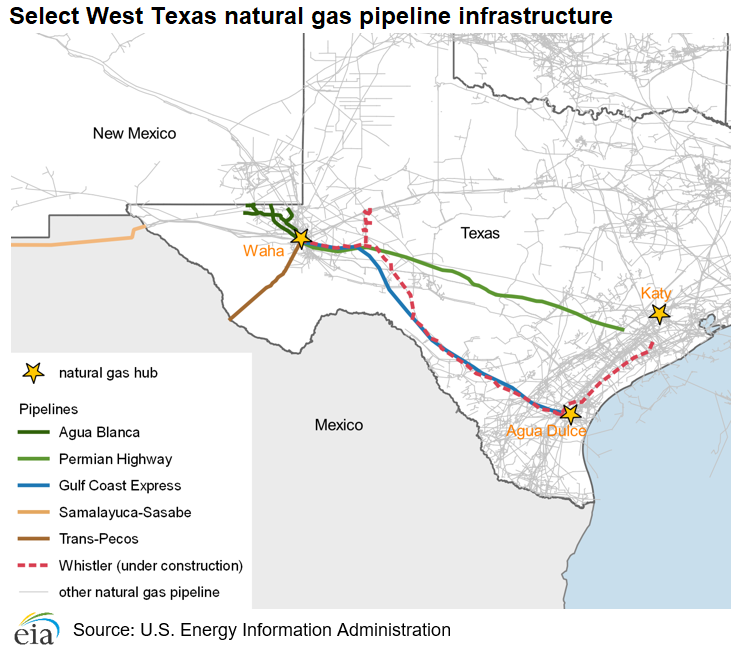 Select West Texas natural gas pipeline infrastructure
New Mexico
Texas
Waha
Katy
natural gas hub
Pipelines
Agua Blanca
Mexico
Agua Dulce
Permian Highway
Gulf Coast Express
Samalayuca-Sasabe
Trans-Pecos
Whistler (under construction)
other natural gas pipeline
eia
Source: U.S. Energy Information Administration